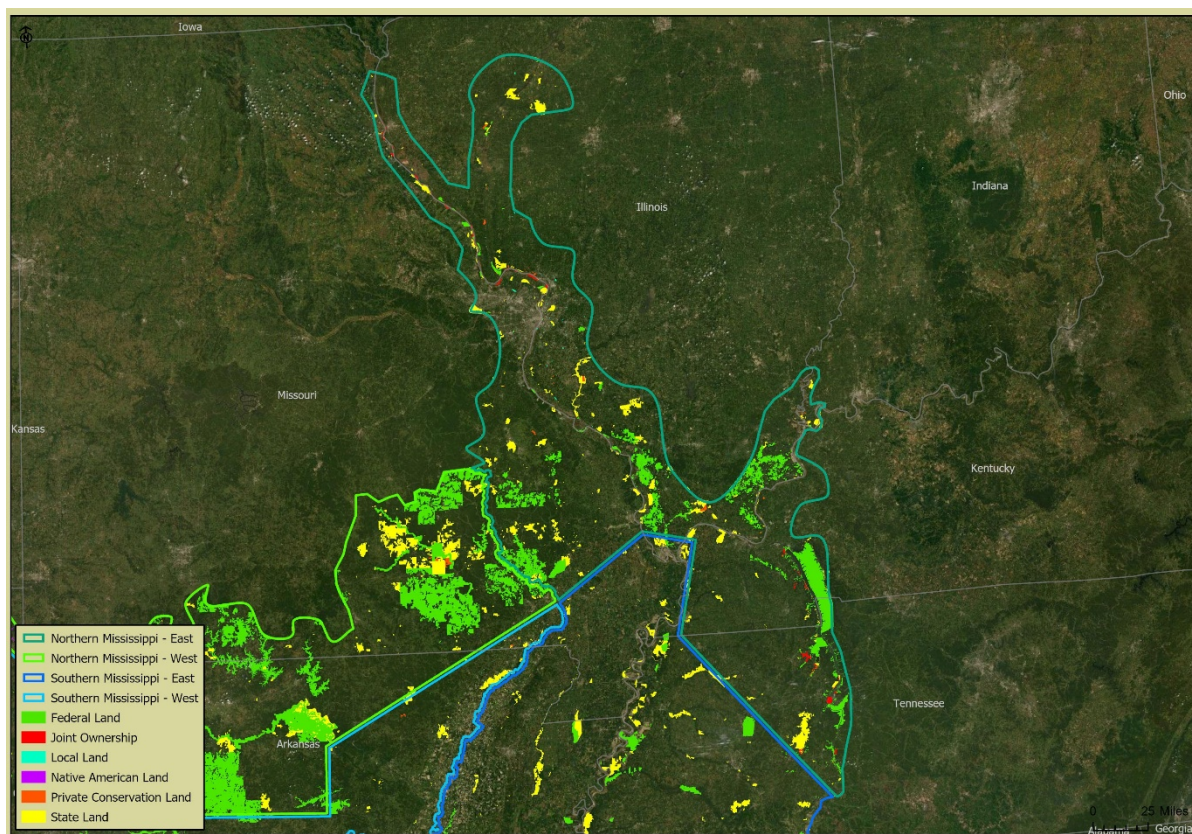 Iowa
Ohio
Indiana
Illinois
Missouri
Kansas
Kentucky
Tennessee
Arkansas
Northern Mississippi - East
Northern Mississippi - West
Southern Mississippi - East
Southern Mississippi - West
Federal Land
Joint Ownership
Local Land
Native American Land
Private Conservation Land
State Land
0 25 Miles
Alabama Georgia